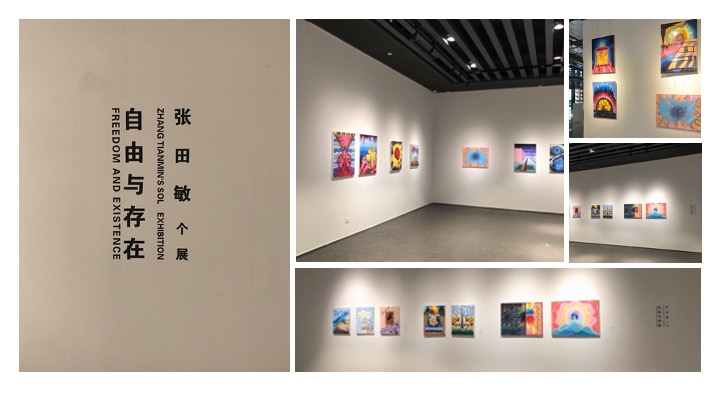 张田敏 个展
ZHANG TIANMIN'S SOL EXHIBITION
自由与存在
FREEDOM AND EXISTENCE